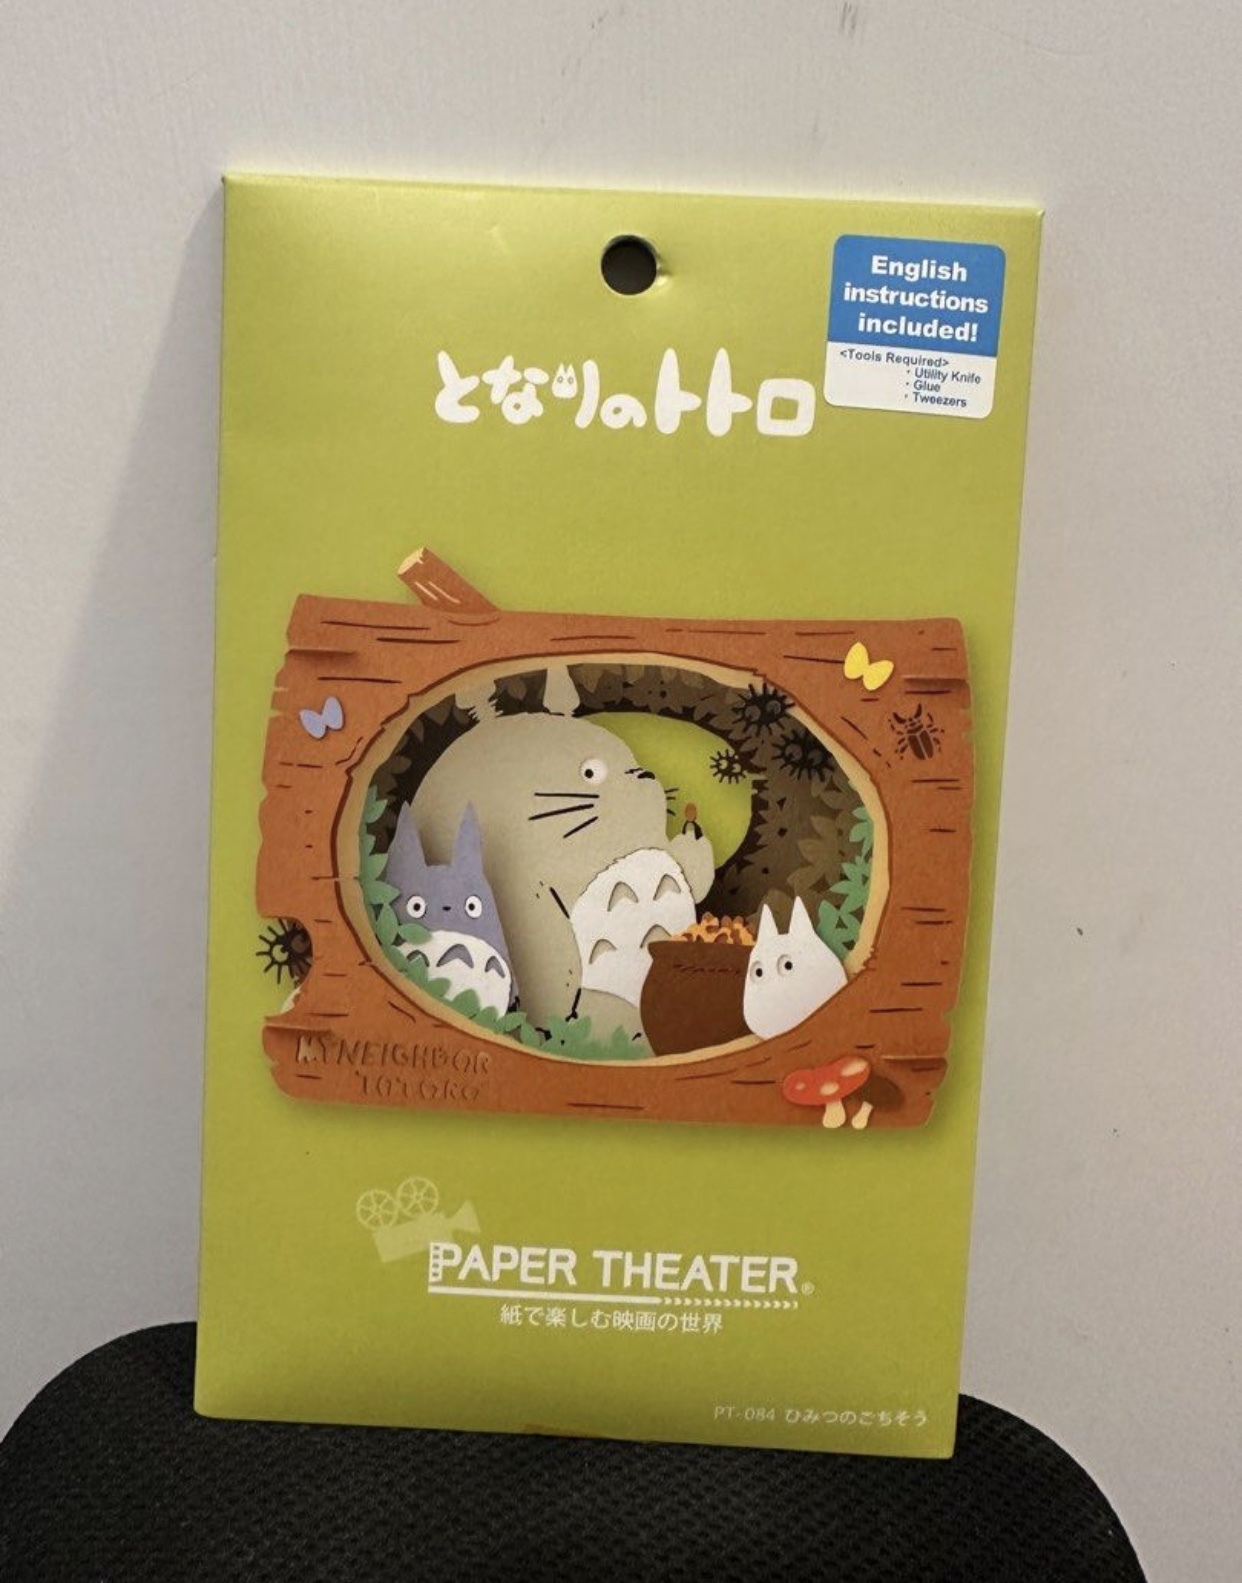 English
instructions
included!
<Tools Required>
・Utility Knife
・Glue
・Tweezers
となりのトトロ
MY NEIGHBOR
TOTORO
PAPER THEATER®
紙で楽しむ映画の世界
PT-084 ひみつのごちそう